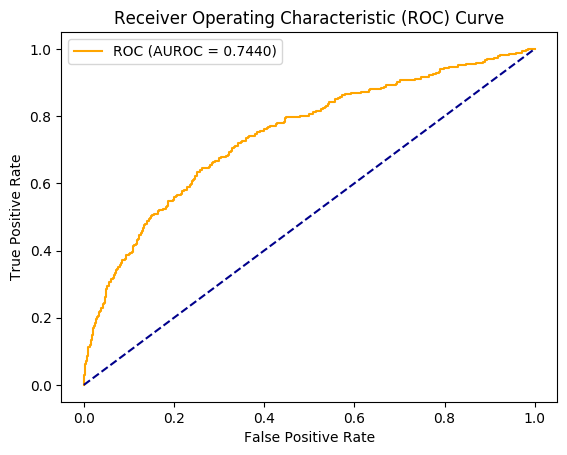 Receiver Operating Characteristic (ROC) Curve
ROC (AUROC = 0.7440)
True Positive Rate
1.0
0.8
0.6
0.4
0.2
0.0
0.0 0.2 0.4 0.6 0.8 1.0
False Positive Rate